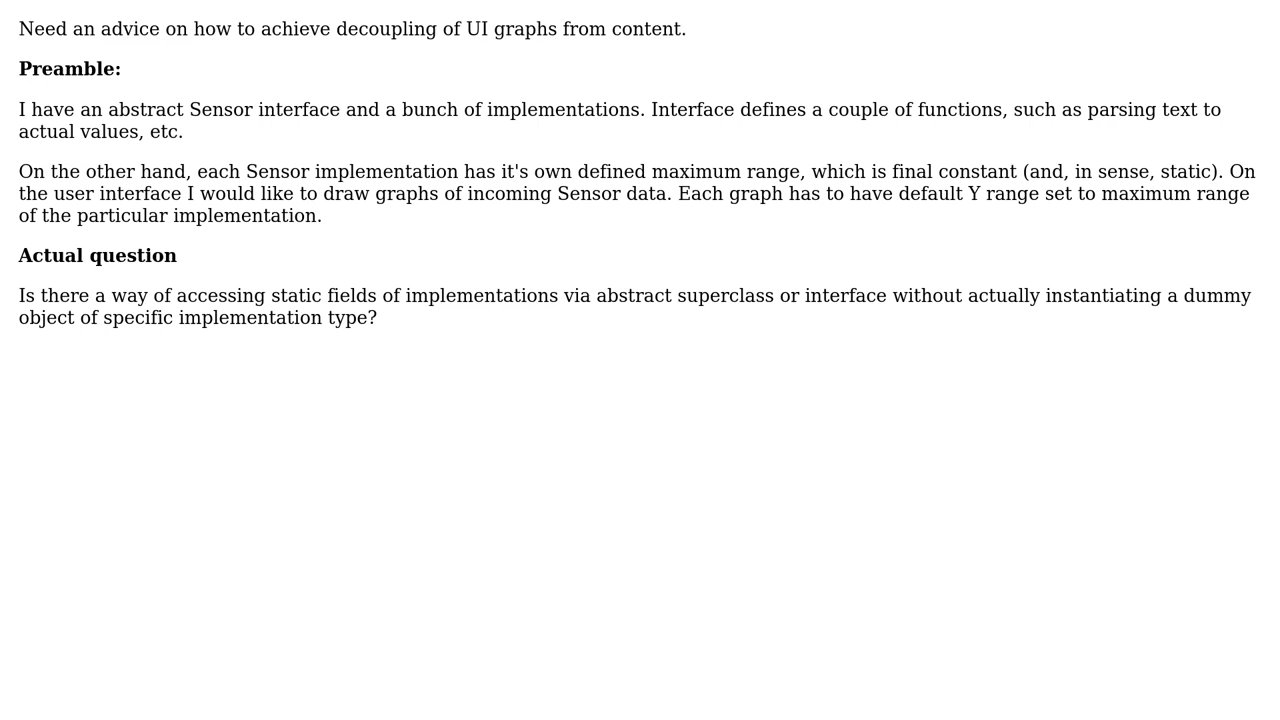 Need an advice on how to achieve decoupling of UI graphs from content.
Preamble:
I have an abstract Sensor interface and a bunch of implementations. Interface defines a couple of functions, such as parsing text to
actual values, etc.
On the other hand, each Sensor implementation has it's own defined maximum range, which is final constant (and, in sense, static). On
the user interface I would like to draw graphs of incoming Sensor data. Each graph has to have default Y range set to maximum range
of the particular implementation.
Actual question
Is there a way of accessing static fields of implementations via abstract superclass or interface without actually instantiating a dummy
object of specific implementation type?